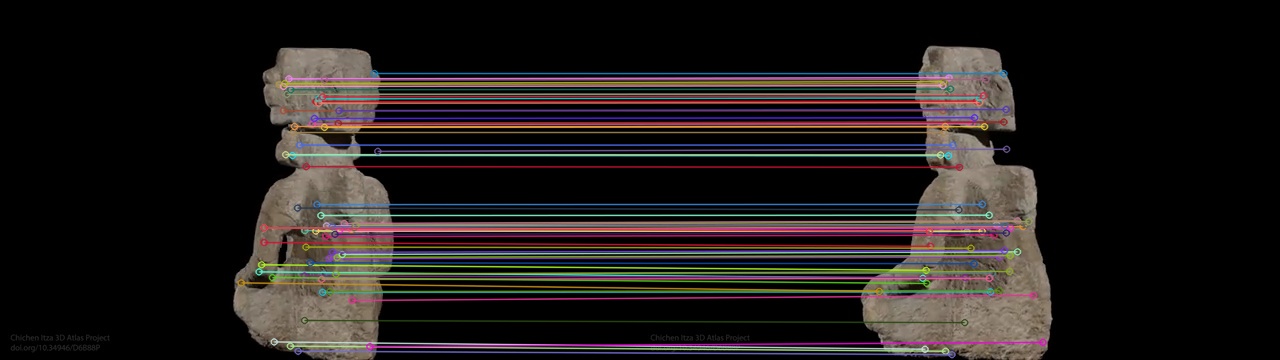 Chichen Itza 3D Atlas Project
doi.org/10.34946/D6888P
Chichen Itza 3D Atlas Project